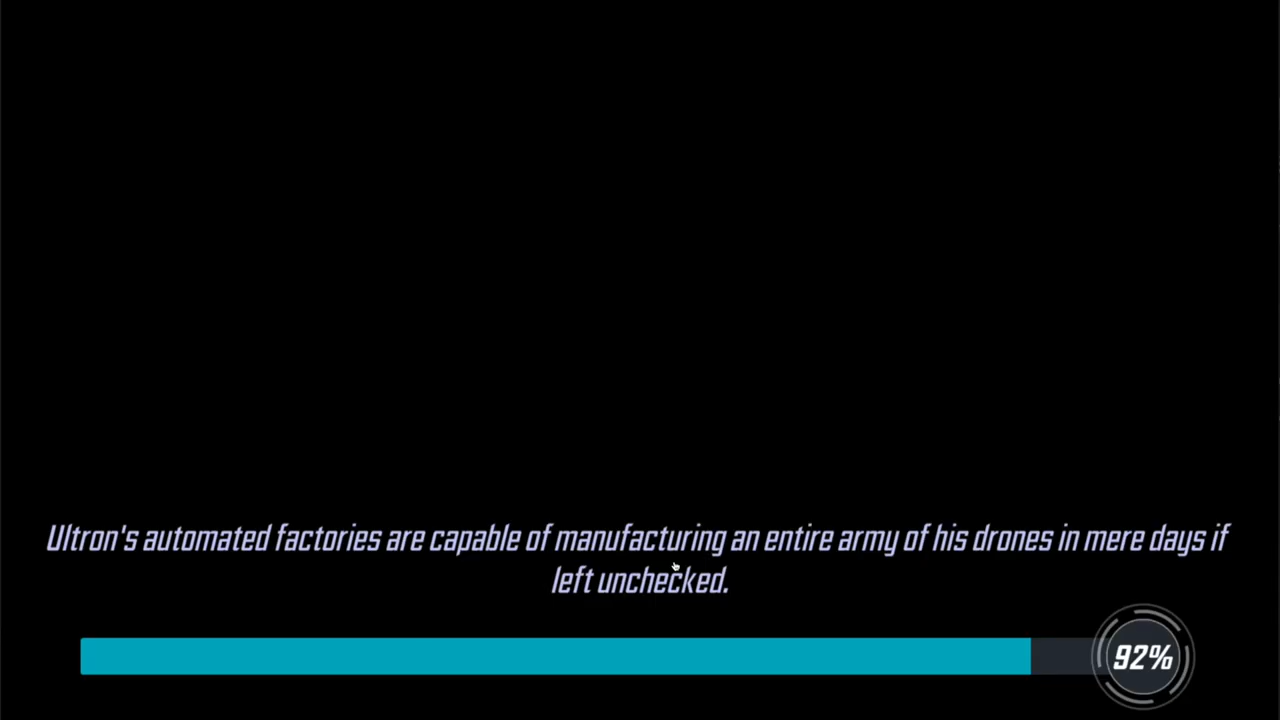 Ultron's automated factories are capable of manufacturing an entire army of his drones in mere days if
left unchecked.
92%